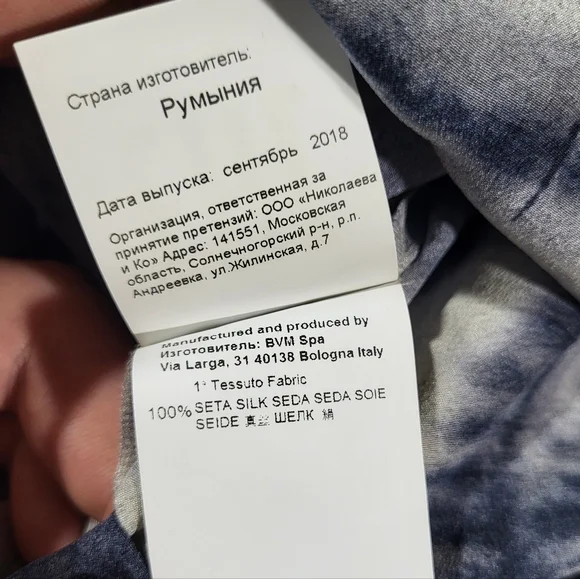 Страна изготовитель:
Румыния
Дата выпуска: сентябрь 2018
Организация, ответственная за
принятие претензий: ООО «Николаева
и Ко» Адрес: 141551, Московская
область, Солнечногорский р-н, р.п.
Андреевка, ул.Жилинская, д.7
Manufactured and produced by
Изготовитель: BVM Spa
Via Larga, 31 40138 Bologna Italy
1° Tessuto Fabric
100% SETA SILK SEDA SEDA SOIE
SEIDE 真丝 ШЕЛК 絹